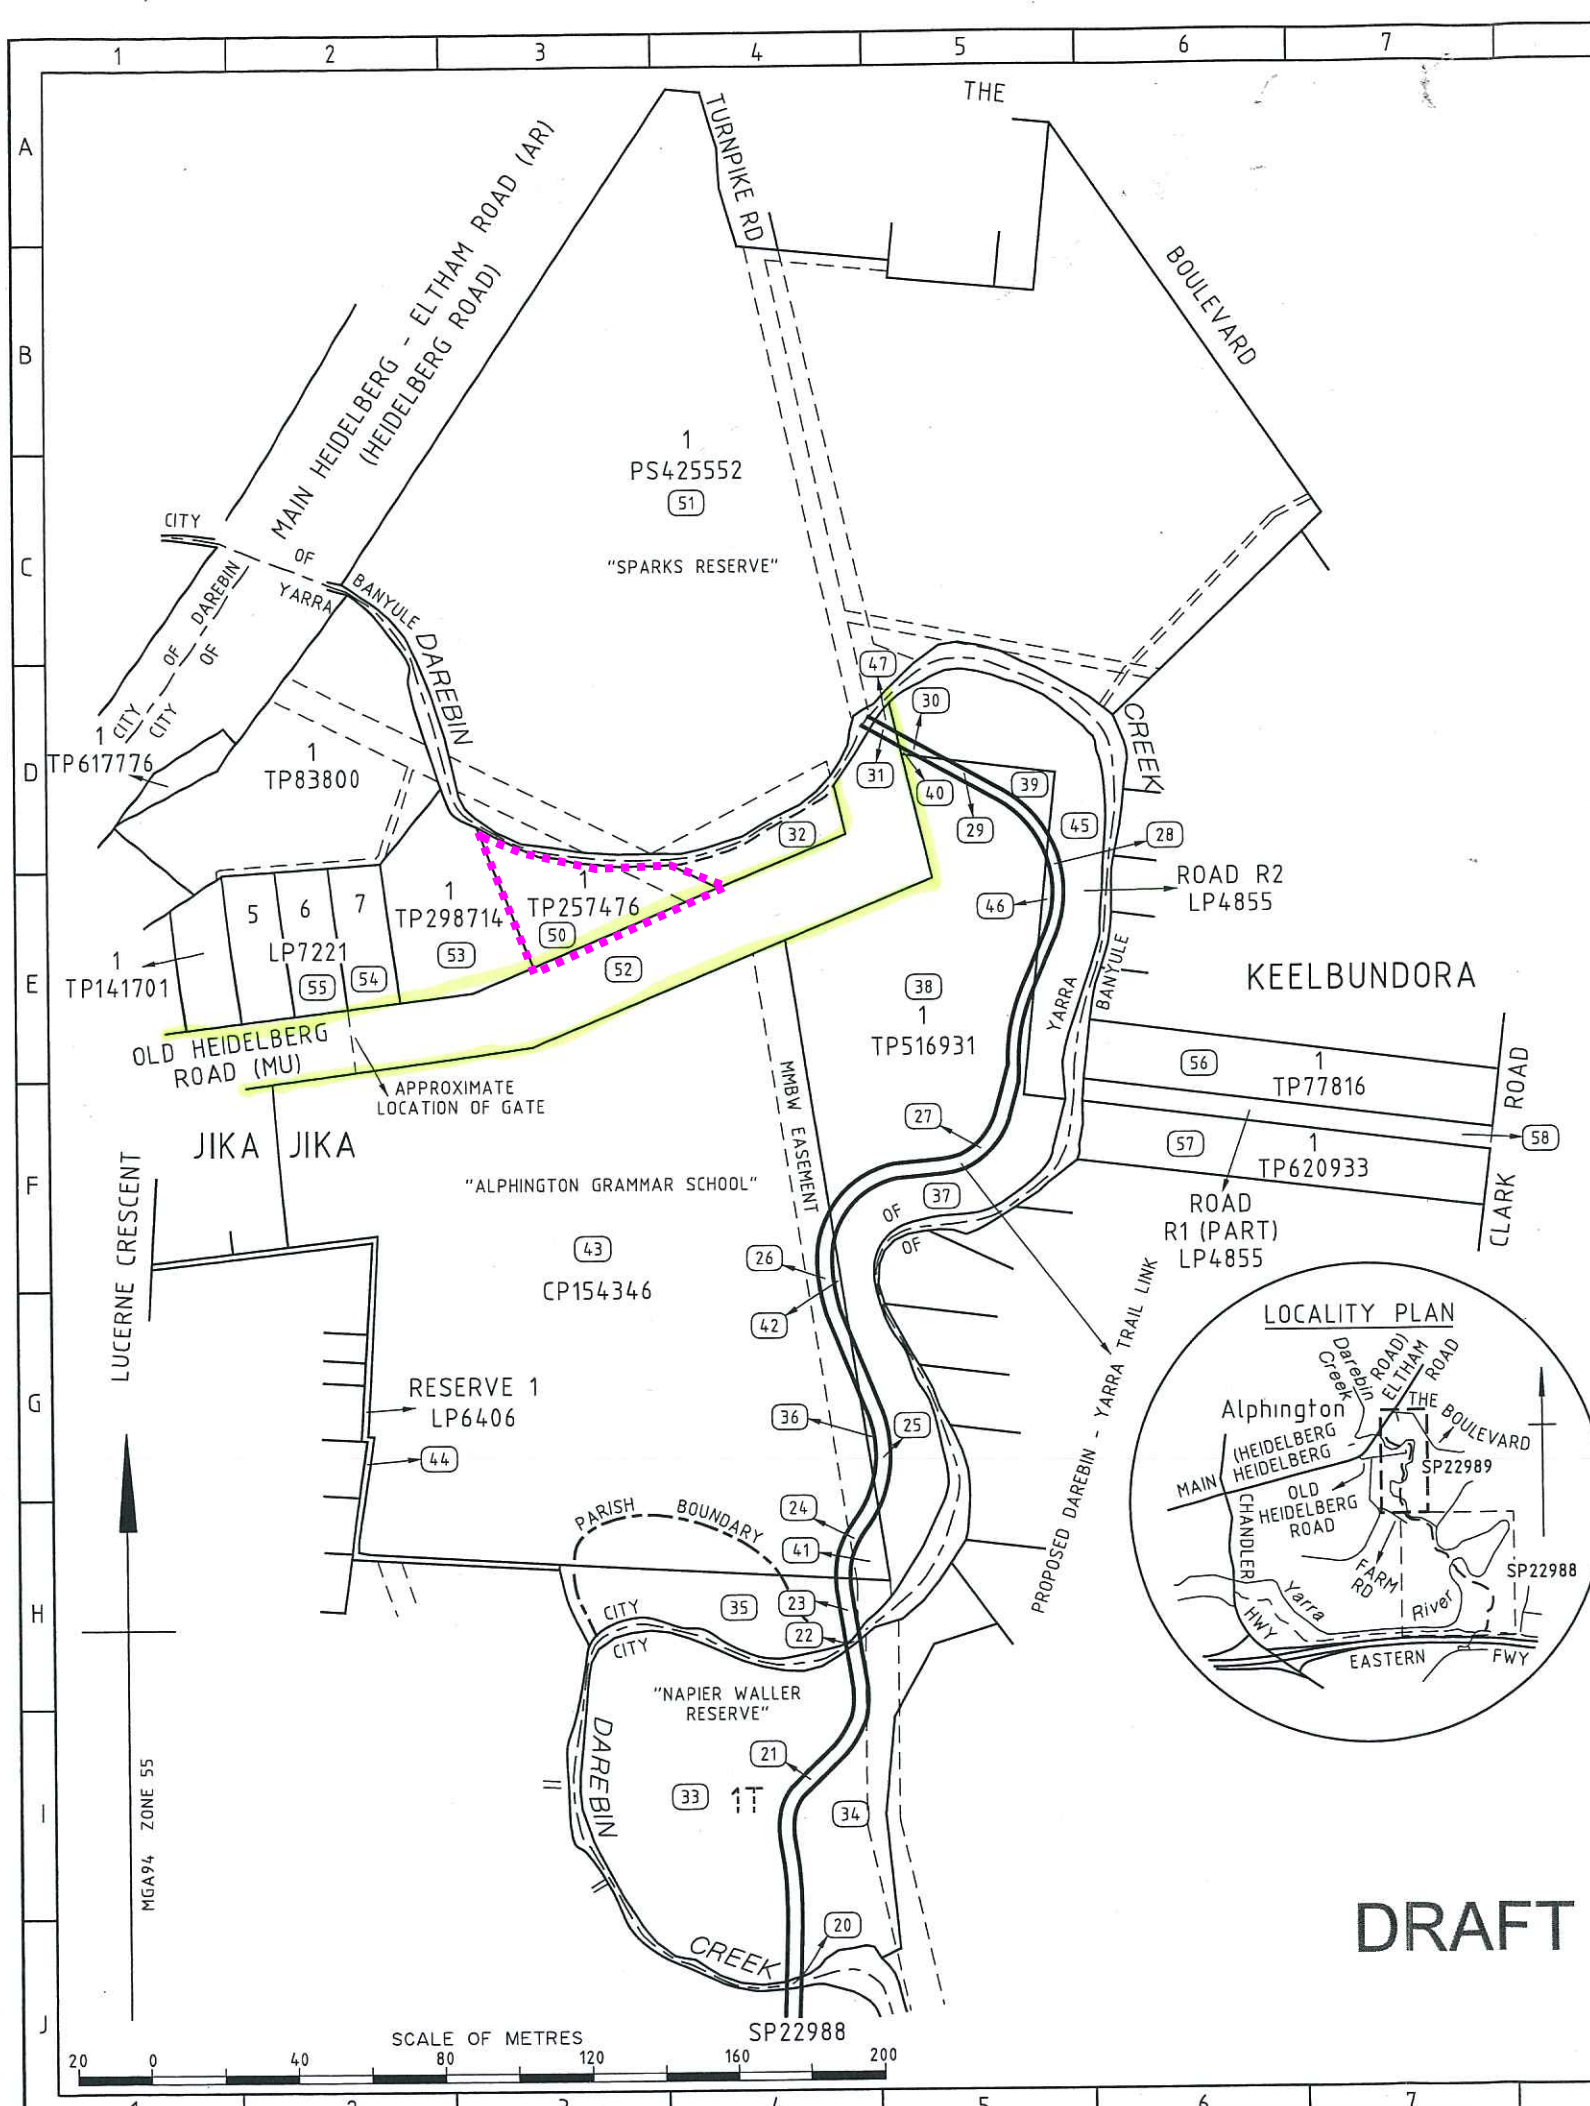 1 2 3 4 5 6 7
A
B
C
D
E
F
G
H
I
J
THE
BOULEVARD
TURNPIKE RD
MAIN HEIDELBERG - ELTHAM ROAD (AR)
(HEIDELBERG ROAD)
1
PS425552
51
"SPARKS RESERVE"
CITY
OF
BANYULE
YARRA
CITY OF DAREBIN
CITY OF
DAREBIN
CREEK
47
30
31
40
29
39
45
28
32
46
1
TP617776
1
TP83800
ROAD R2
LP4855
5
6
7
LP7221
55
54
1
TP298714
53
1
TP257476
50
52
1
TP141701
OLD HEIDELBERG
ROAD (MU)
APPROXIMATE
LOCATION OF GATE
38
1
TP516931
YARRA
BANYULE
KEELBUNDORA
56
1
TP77816
57
1
TP620933
58
ROAD
CLARK
ROAD
R1 (PART)
LP4855
JIKA
JIKA
MMBW EASEMENT
27
37
OF
OF
LUCERNE CRESCENT
"ALPHINGTON GRAMMAR SCHOOL"
43
CP154346
26
42
PROPOSED DAREBIN - YARRA TRAIL LINK
RESERVE 1
LP6406
44
36
25
24
41
23
22
35
PARISH BOUNDARY
CITY
CITY
"NAPIER WALLER
RESERVE"
21
33
1T
34
DAREBIN
CREEK
20
SP22988
MGA94 ZONE 55
LOCALITY PLAN
Darebin
Creek
ROAD)
ELTHAM
ROAD
Alphington
THE BOULEVARD
(HEIDELBERG
MAIN HEIDELBERG
SP22989
OLD
HEIDELBERG
ROAD
CHANDLER
HWY
FARM
RD
SP22988
Yarra
River
EASTERN FWY
DRAFT
SCALE OF METRES
20 0 40 80 120 160 200
1 2 3 4 5 6 7